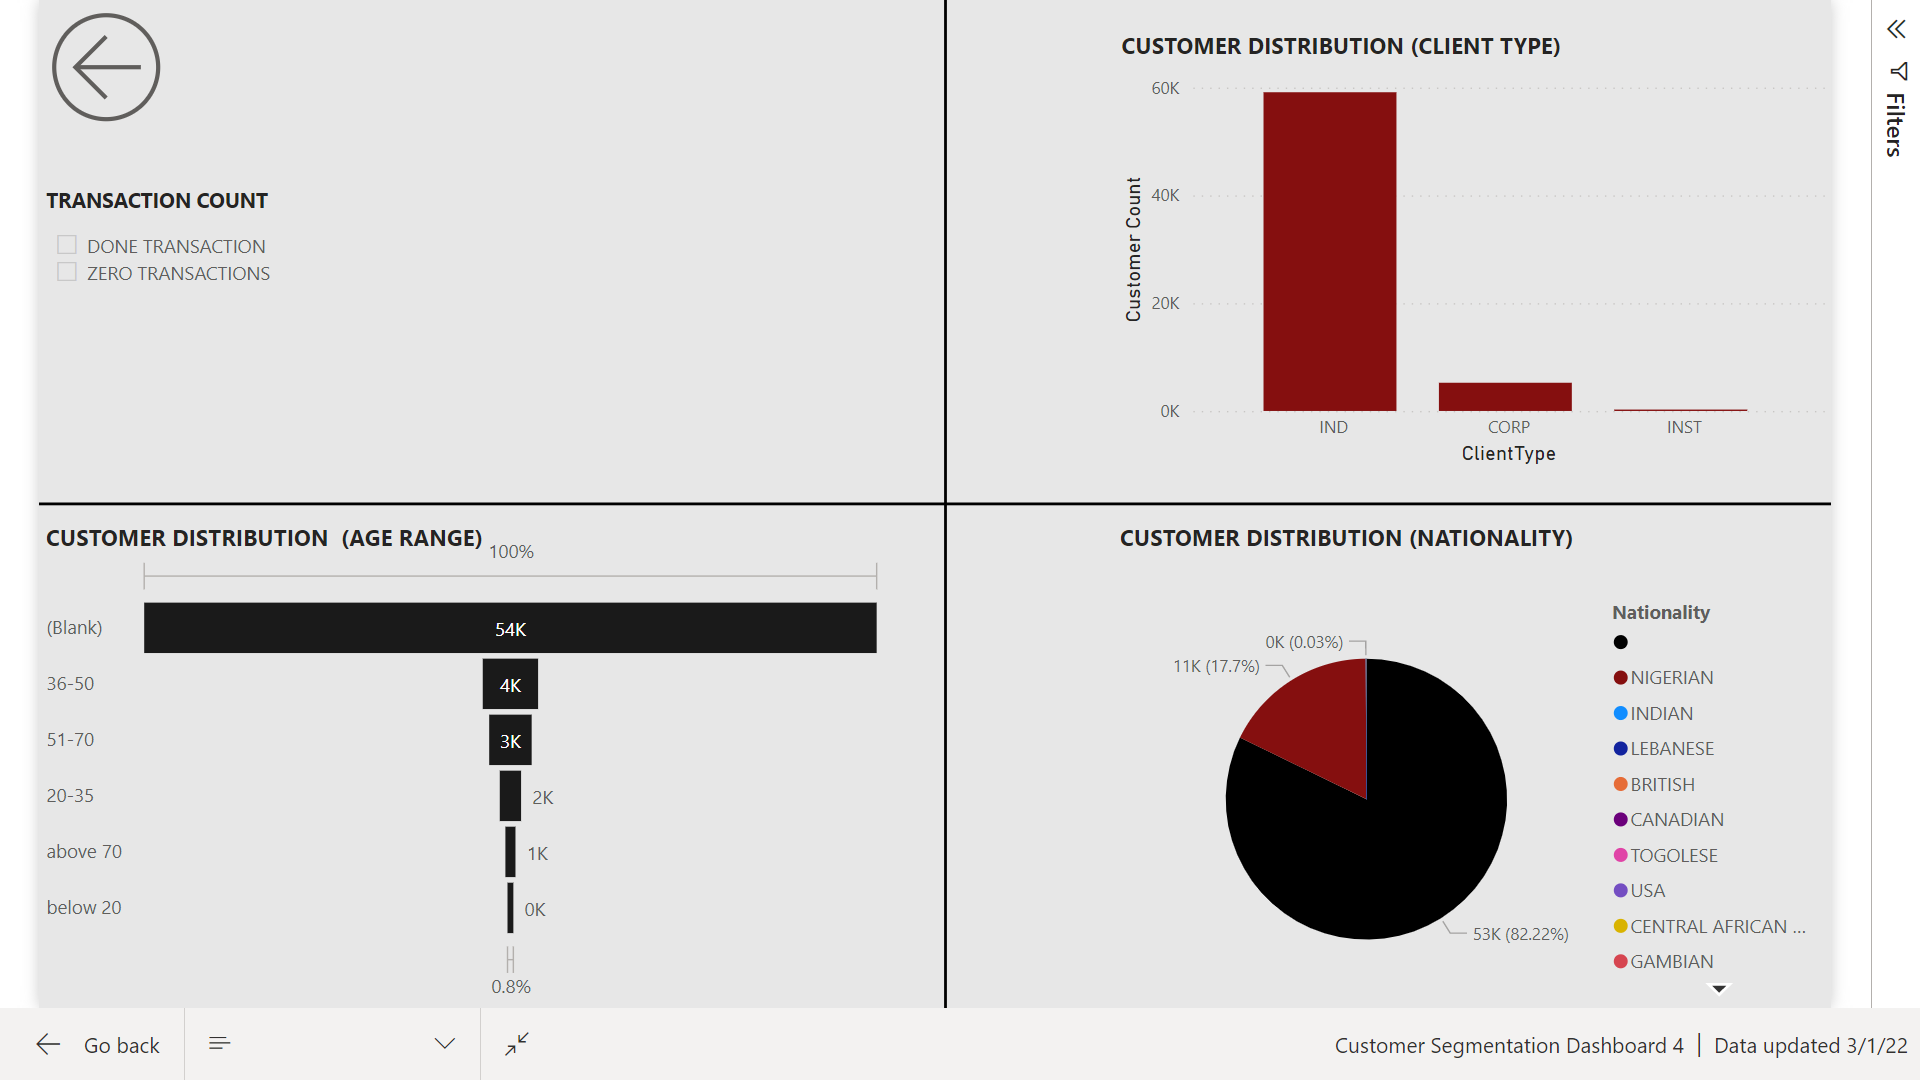 TRANSACTION COUNT
DONE TRANSACTION
ZERO TRANSACTIONS
CUSTOMER DISTRIBUTION (CLIENT TYPE)
60K
40K
20K
0K
Customer Count
IND
CORP
INST
ClientType
Filters
CUSTOMER DISTRIBUTION (AGE RANGE)
100%
(Blank)
54K
36-50
4K
51-70
3K
20-35
2K
above 70
1K
below 20
0K
0.8%
CUSTOMER DISTRIBUTION (NATIONALITY)
0K (0.03%)
11K (17.7%)
53K (82.22%)
Nationality
NIGERIAN
INDIAN
LEBANESE
BRITISH
CANADIAN
TOGOLESE
USA
CENTRAL AFRICAN ...
GAMBIAN
Go back
Customer Segmentation Dashboard 4 | Data updated 3/1/22